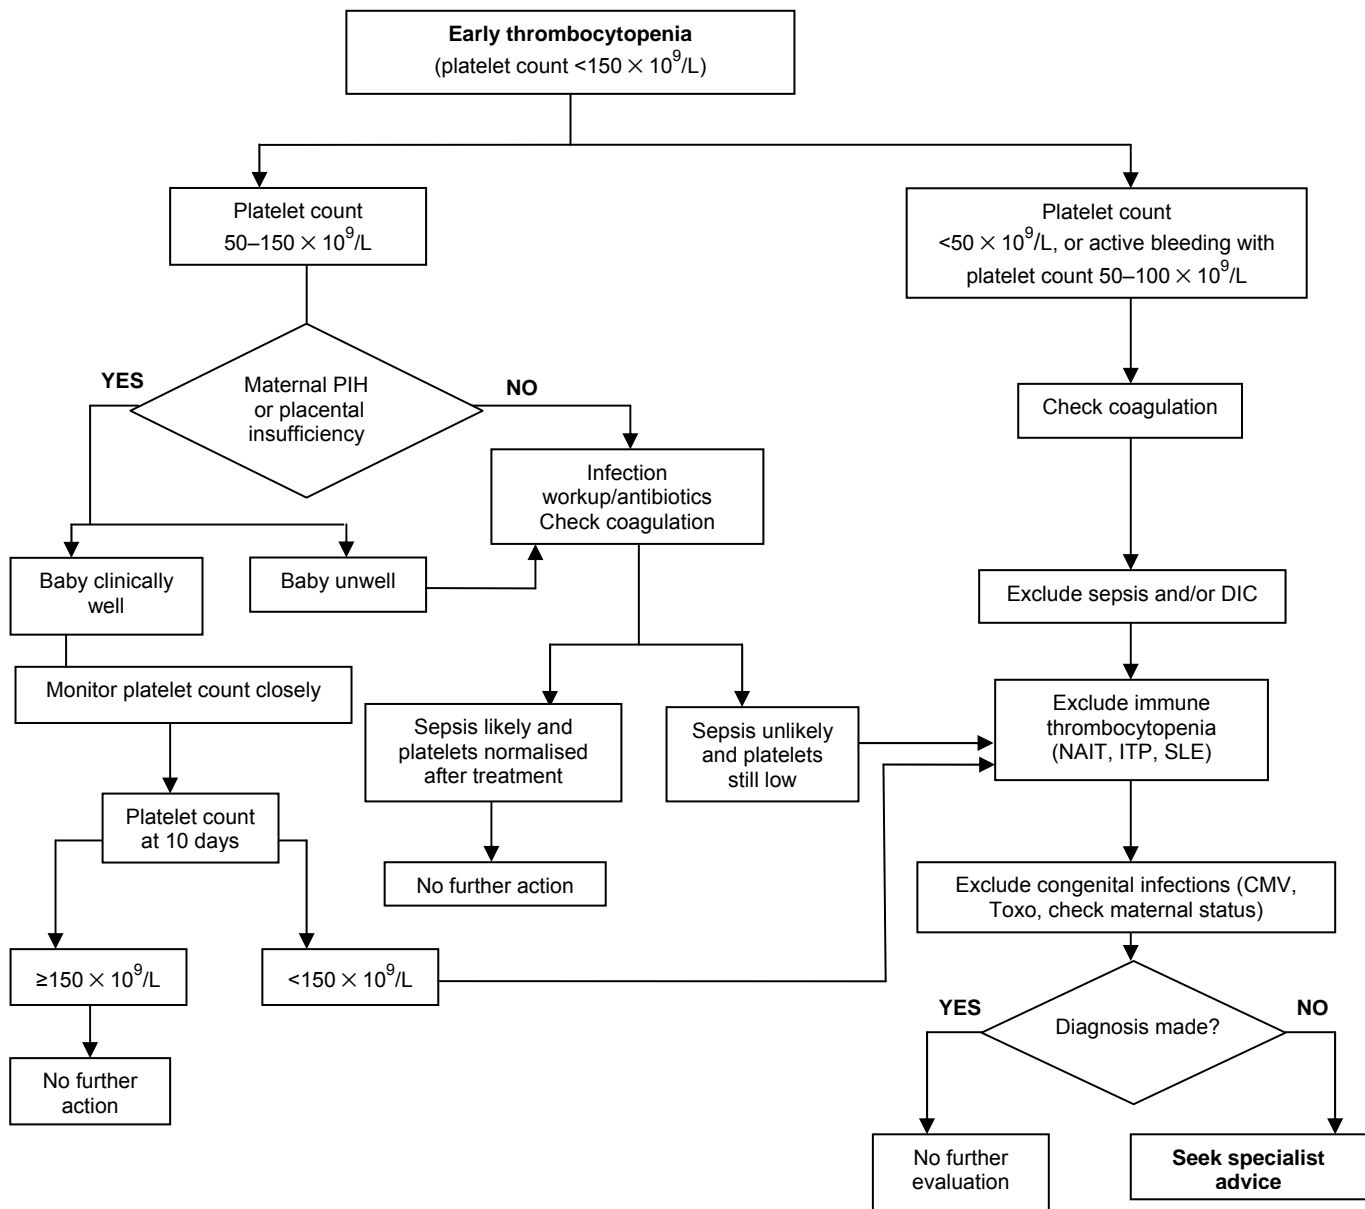 Early thrombocytopenia
(platelet count <150 × 10⁹/L)
Platelet count
50–150 × 10⁹/L
Platelet count
<50 × 10⁹/L, or active bleeding with
platelet count 50–100 × 10⁹/L
YES
Maternal PIH
or placental
insufficiency
NO
Check coagulation
Infection
workup/antibiotics
Check coagulation
Baby clinically
well
Baby unwell
Exclude sepsis and/or DIC
Monitor platelet count closely
Sepsis likely and
platelets normalised
after treatment
Sepsis unlikely
and platelets
still low
Exclude immune
thrombocytopenia
(NAIT, ITP, SLE)
Platelet count
at 10 days
No further action
Exclude congenital infections (CMV,
Toxo, check maternal status)
≥150 × 10⁹/L
<150 × 10⁹/L
YES
Diagnosis made?
NO
No further
action
No further
evaluation
Seek specialist
advice